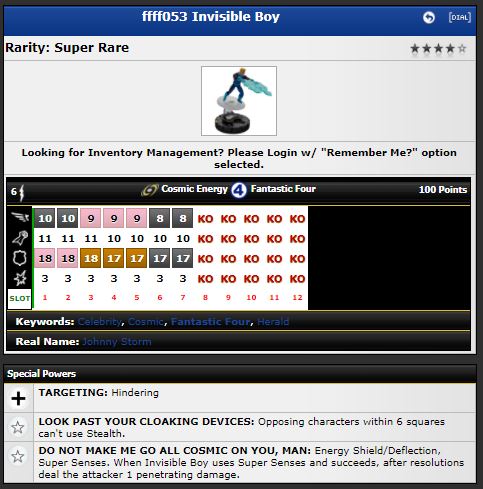 ffff053 Invisible Boy
[DIAL]
Rarity: Super Rare
Looking for Inventory Management? Please Login w/ "Remember Me?" option
selected.
6 Cosmic Energy 4 Fantastic Four 100 Points
10 10 9 9 9 8 8 KO KO KO KO KO
11 11 11 10 10 10 10 KO KO KO KO KO
18 18 18 17 17 17 17 KO KO KO KO KO
3 3 3 3 3 3 3 KO KO KO KO KO
SLOT 1 2 3 4 5 6 7 8 9 10 11 12
Keywords: Celebrity, Cosmic, Fantastic Four, Herald
Real Name: Johnny Storm
Special Powers
TARGETING: Hindering
LOOK PAST YOUR CLOAKING DEVICES: Opposing characters within 6 squares
can't use Stealth.
DO NOT MAKE ME GO ALL COSMIC ON YOU, MAN: Energy Shield/Deflection,
Super Senses. When Invisible Boy uses Super Senses and succeeds, after resolutions
deal the attacker 1 penetrating damage.